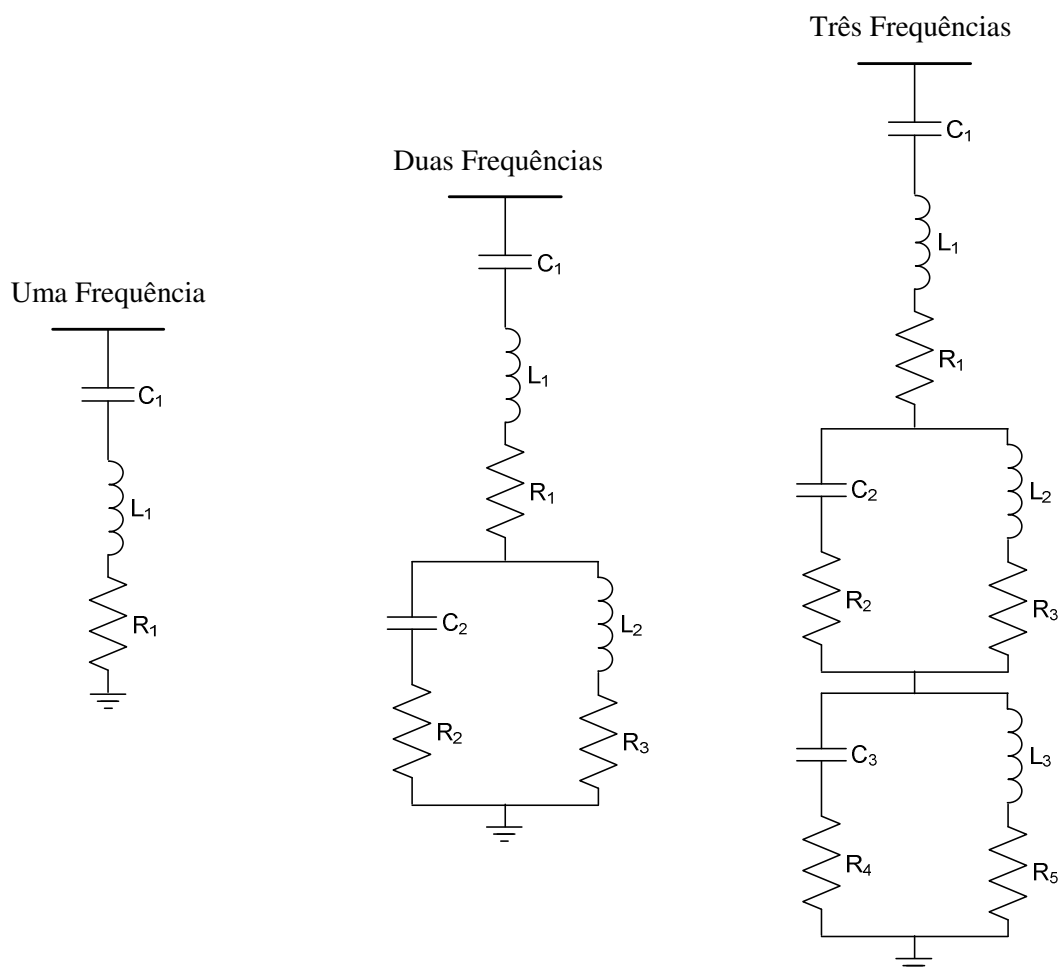 Uma Frequência
C₁
L₁
R₁
Duas Frequências
C₁
L₁
R₁
C₂
L₂
R₂
R₃
Três Frequências
C₁
L₁
R₁
C₂
L₂
R₂
R₃
C₃
L₃
R₄
R₅